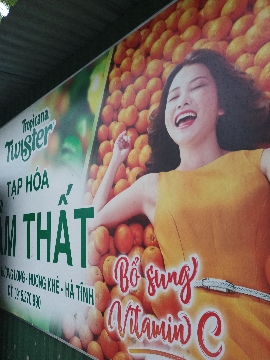 Tropicana
Twister
TẠP HÓA
THẤT
HƯƠNG KHÊ - HÀ TĨNH
Bổ sung
Vitamin C